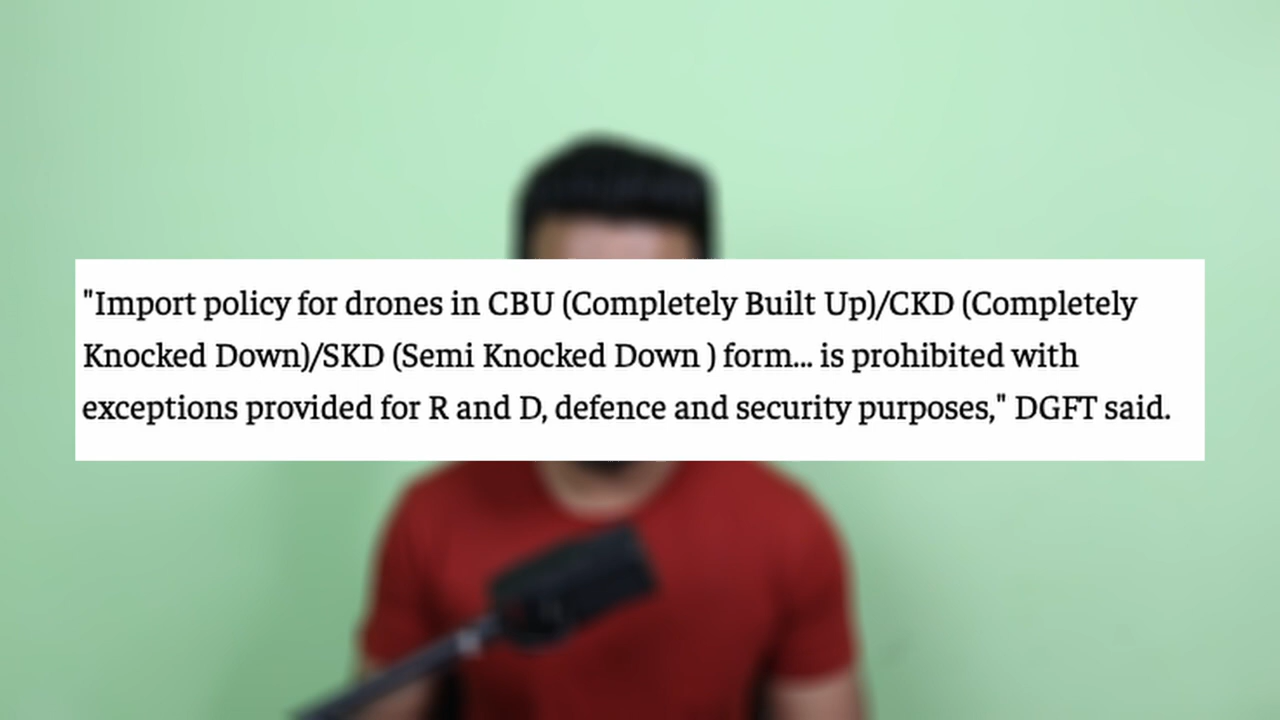 "Import policy for drones in CBU (Completely Built Up)/CKD (Completely
Knocked Down)/SKD (Semi Knocked Down ) form... is prohibited with
exceptions provided for R and D, defence and security purposes," DGFT said.